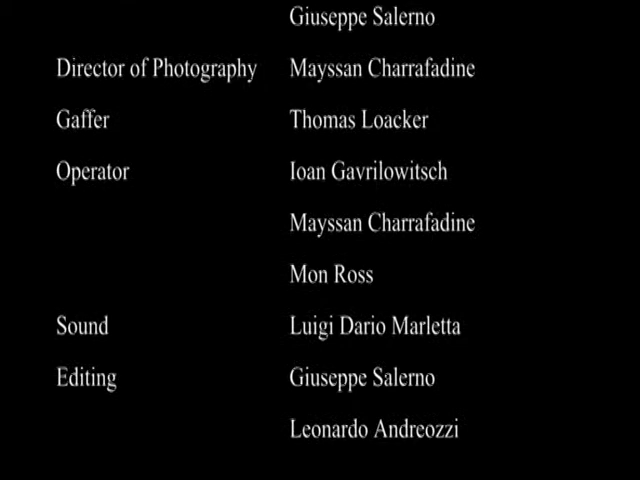 Giuseppe Salerno
Director of Photography Mayssan Charrafadine
Gaffer Thomas Loacker
Operator Ioan Gavrilowitsch
Mayssan Charrafadine
Mon Ross
Sound Luigi Dario Marletta
Editing Giuseppe Salerno
Leonardo Andreozzi